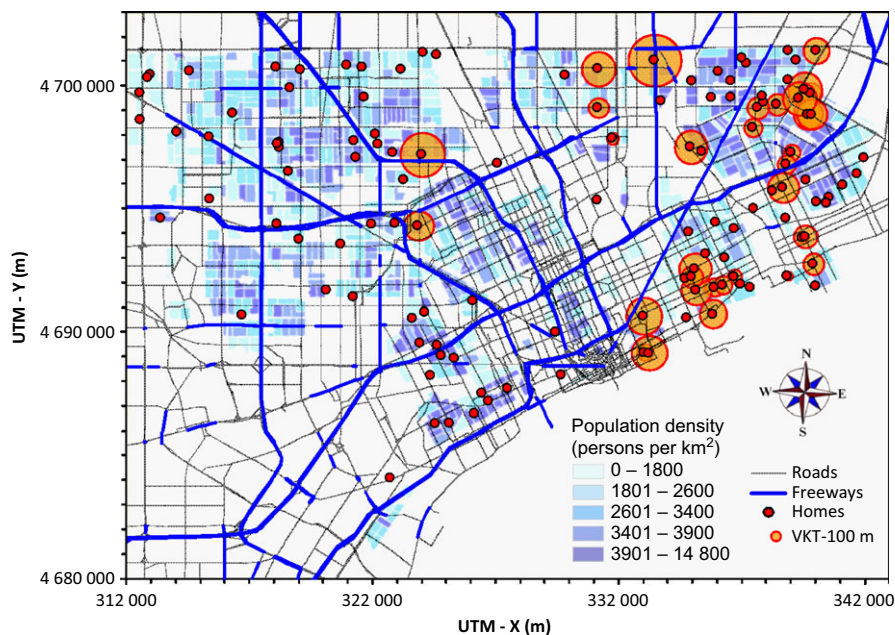 4 700 000
4 690 000
4 680 000
UTM - Y (m)
312 000
322 000
332 000
342 000
UTM - X (m)
N
W
E
S
Population density
(persons per km²)
0 – 1800
1801 – 2600
2601 – 3400
3401 – 3900
3901 – 14 800
Roads
Freeways
Homes
VKT-100 m